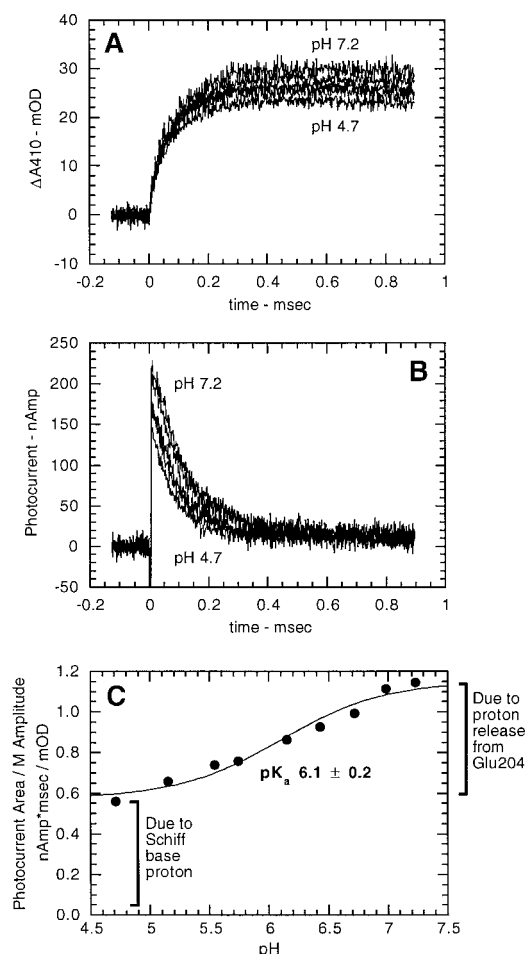 A
pH 7.2
pH 4.7
ΔA410 - mOD
40
30
20
10
0
-10
-0.2 0 0.2 0.4 0.6 0.8 1
time - msec
B
pH 7.2
pH 4.7
Photocurrent - nAmp
250
200
150
100
50
0
-50
-0.2 0 0.2 0.4 0.6 0.8 1
time - msec
C
Photocurrent Area / M Amplitude
nAmp*msec / mOD
1.2
1.0
0.8
0.6
0.4
0.2
0.0
pKa 6.1 ± 0.2
Due to
Schiff
base
proton
Due to
proton
release
from
Glu204
4.5 5 5.5 6 6.5 7 7.5
pH